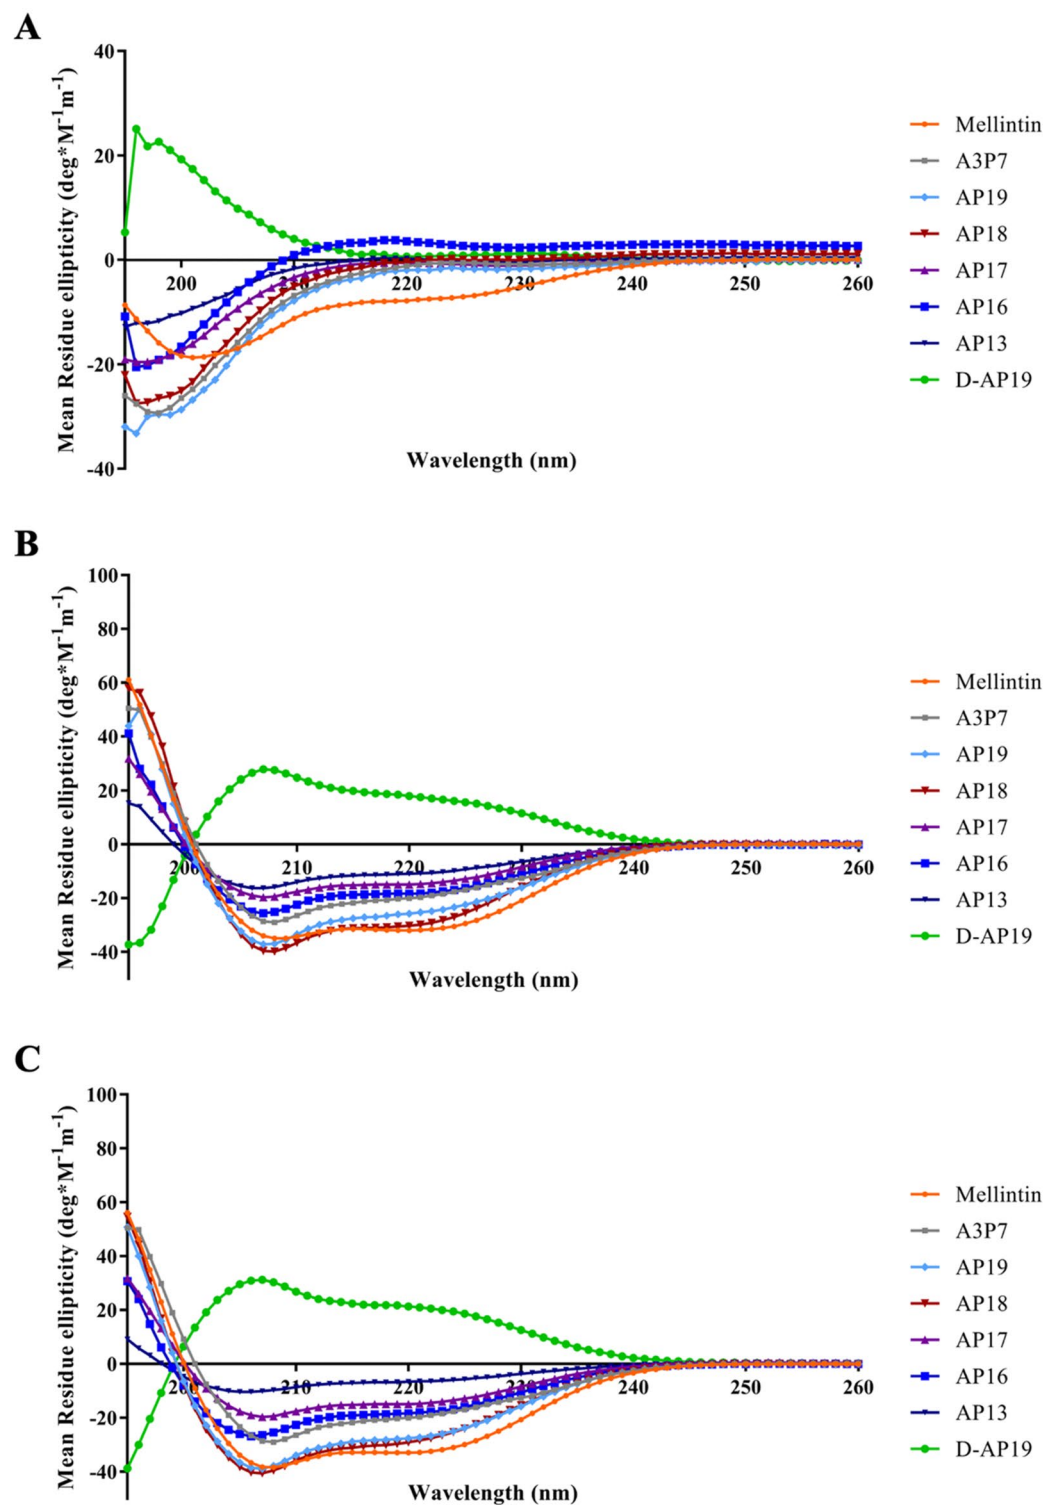 A
Mean Residue ellipticity (deg*M⁻¹m⁻¹)
40
20
0
-20
-40
200
210
220
230
240
250
260
Wavelength (nm)
Mellintin
A3P7
AP19
AP18
AP17
AP16
AP13
D-AP19
B
Mean Residue ellipticity (deg*M⁻¹m⁻¹)
100
80
60
40
20
0
-20
-40
200
210
220
230
240
250
260
Wavelength (nm)
Mellintin
A3P7
AP19
AP18
AP17
AP16
AP13
D-AP19
C
Mean Residue ellipticity (deg*M⁻¹m⁻¹)
100
80
60
40
20
0
-20
-40
200
210
220
230
240
250
260
Wavelength (nm)
Mellintin
A3P7
AP19
AP18
AP17
AP16
AP13
D-AP19